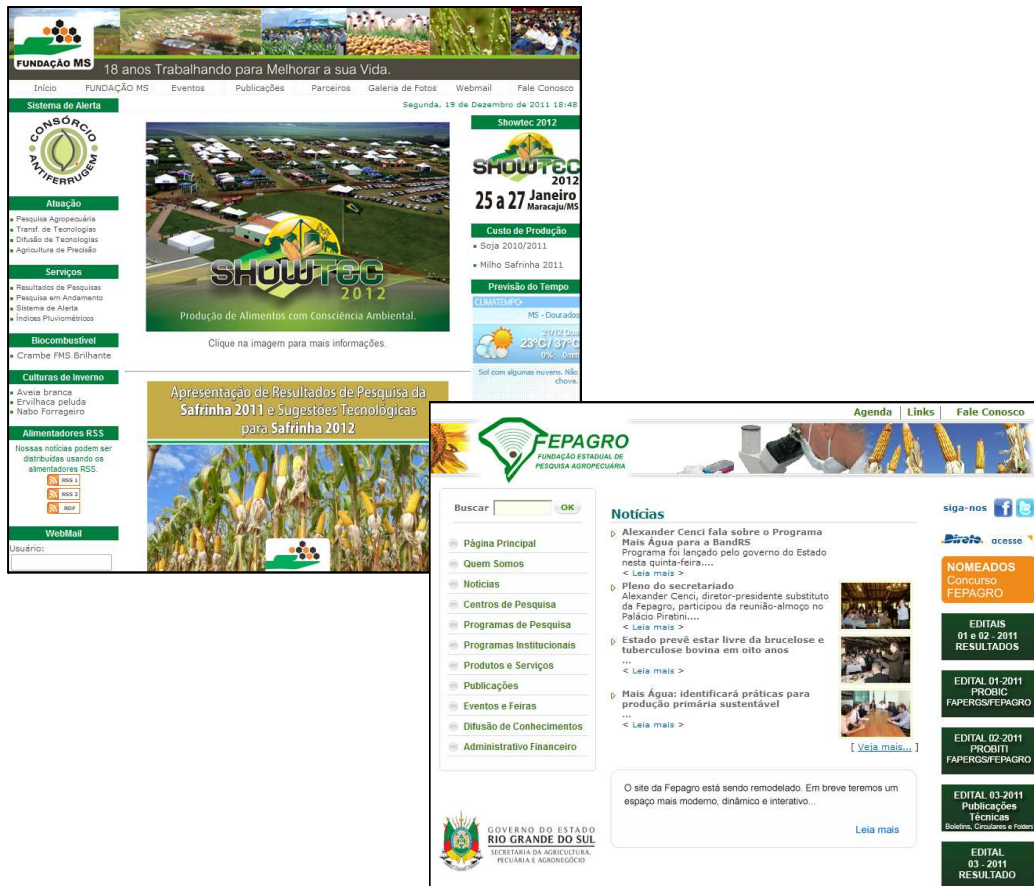 FUNDAÇÃO MS
18 anos Trabalhando para Melhorar a sua Vida.
Início FUNDAÇÃO MS Eventos Publicações Parceiros Galeria de Fotos Webmail Fale Conosco
Segunda, 19 de Dezembro de 2011 18:48
Sistema de Alerta
CONSÓRCIO
ANTIFERRUGEM
Atuação
Pesquisa Agropecuária
Transf. de Tecnologias
Difusão de Tecnologias
Agricultura de Precisão
Serviços
Resultados de Pesquisas
Pesquisa em Andamento
Sistema de Alerta
Índices Pluviométricos
Biocombustível
Crambe FMS Brilhante
Culturas de Inverno
Aveia branca
Ervilhaca peluda
Nabo Forrageiro
Alimentadores RSS
Nossas notícias podem ser
distribuídas usando os
alimentadores RSS.
RSS 1
RSS 2
RDF
WebMail
Usuário:
SHOWTEC
2012
Produção de Alimentos com Consciência Ambiental.
Clique na imagem para mais informações.
Apresentação de Resultados de Pesquisa da
Safrinha 2011 e Sugestões Tecnológicas
para Safrinha 2012
Showtec 2012
SHOWTEC
2012
25 a 27 Janeiro
Maracaju/MS
Custo de Produção
Soja 2010/2011
Milho Safrinha 2011
Previsão do Tempo
CLIMATEMPO
MS - Dourados
21/12 Qua
23ºC / 37ºC
0% 0mm
Sol com algumas nuvens. Não
chove.
Agenda | Links | Fale Conosco
FEPAGRO
FUNDAÇÃO ESTADUAL DE
PESQUISA AGROPECUÁRIA
Buscar OK
Página Principal
Quem Somos
Notícias
Centros de Pesquisa
Programas de Pesquisa
Programas Institucionais
Produtos e Serviços
Publicações
Eventos e Feiras
Difusão de Conhecimentos
Administrativo Financeiro
GOVERNO DO ESTADO
RIO GRANDE DO SUL
SECRETARIA DA AGRICULTURA,
PECUÁRIA E AGRONEGÓCIO
Notícias
Alexander Cenci fala sobre o Programa
Mais Água para a BandRS
Programa foi lançado pelo governo do Estado
nesta quinta-feira....
< Leia mais >
Pleno do secretariado
Alexander Cenci, diretor-presidente substituto
da Fepagro, participou da reunião-almoço no
Palácio Piratini....
< Leia mais >
Estado prevê estar livre da brucelose e
tuberculose bovina em oito anos
...
< Leia mais >
Mais Água: identificará práticas para
produção primária sustentável
...
< Leia mais >
[ Veja mais... ]
O site da Fepagro está sendo remodelado. Em breve teremos um
espaço mais moderno, dinâmico e interativo...
Leia mais
siga-nos
Direto. acesse
NOMEADOS
Concurso
FEPAGRO
EDITAIS
01 e 02 - 2011
RESULTADOS
EDITAL 01-2011
PROBIC
FAPERGS/FEPAGRO
EDITAL 02-2011
PROBITI
FAPERGS/FEPAGRO
EDITAL 03-2011
Publicações
Técnicas
Boletins, Circulares e Folders
EDITAL
03 - 2011
RESULTADO